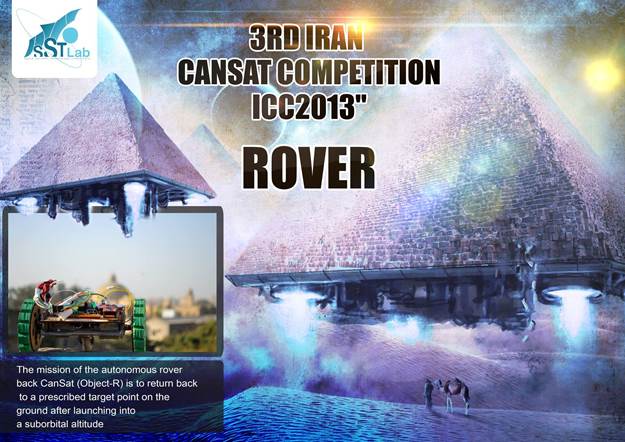 SSTLab
3RD IRAN
CANSAT COMPETITION
ICC2013"
ROVER
The mission of the autonomous rover
back CanSat (Object-R) is to return back
to a prescribed target point on the
ground after launching into
a suborbital altitude